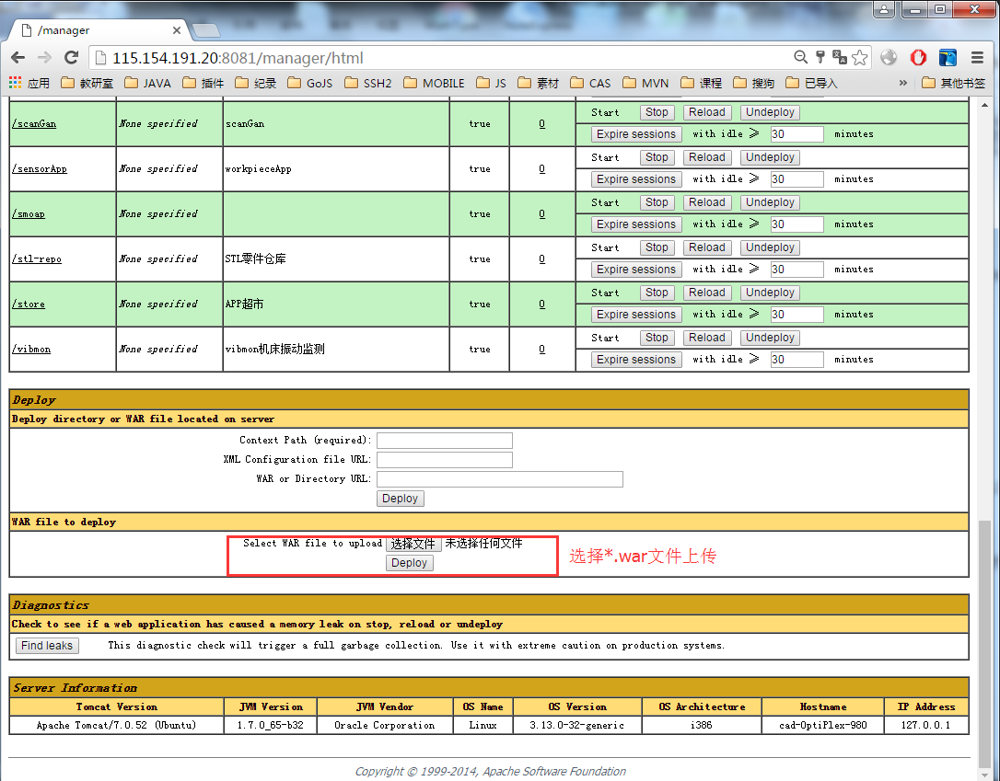 /manager
115.154.191.20:8081/manager/html
应用 教研室 JAVA 插件 纪录 GoJS SSH2 MOBILE JS 素材 CAS MVN 课程 搜狗 已导入 » 其他书签
/scanGan None specified scanGan true 0 Start Stop Reload Undeploy
Expire sessions with idle ≥ 30 minutes
/sensorApp None specified workpieceApp true 0 Start Stop Reload Undeploy
Expire sessions with idle ≥ 30 minutes
/smoap None specified true 0 Start Stop Reload Undeploy
Expire sessions with idle ≥ 30 minutes
/stl-repo None specified STL零件仓库 true 0 Start Stop Reload Undeploy
Expire sessions with idle ≥ 30 minutes
/store None specified APP超市 true 0 Start Stop Reload Undeploy
Expire sessions with idle ≥ 30 minutes
/vibmon None specified vibmon机床振动监测 true 0 Start Stop Reload Undeploy
Expire sessions with idle ≥ 30 minutes
Deploy
Deploy directory or WAR file located on server
Context Path (required):
XML Configuration file URL:
WAR or Directory URL:
Deploy
WAR file to deploy
Select WAR file to upload 选择文件 未选择任何文件
Deploy
选择*.war文件上传
Diagnostics
Check to see if a web application has caused a memory leak on stop, reload or undeploy
Find leaks This diagnostic check will trigger a full garbage collection. Use it with extreme caution on production systems.
Server Information
Tomcat Version JVM Version JVM Vendor OS Name OS Version OS Architecture Hostname IP Address
Apache Tomcat/7.0.52 (Ubuntu) 1.7.0_65-b32 Oracle Corporation Linux 3.13.0-32-generic i386 cad-OptiPlex-980 127.0.0.1
Copyright © 1999-2014, Apache Software Foundation